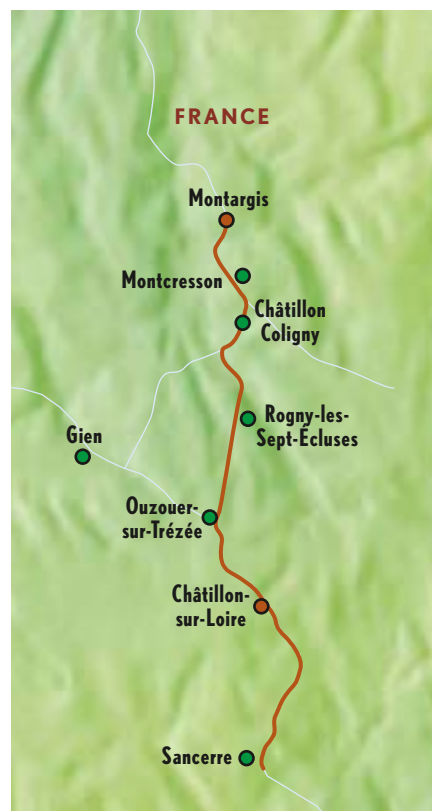 FRANCE
Montargis
Montcresson
Châtillon
Coligny
Rogny-les-
Sept-Écluses
Gien
Ouzouer-
sur-Trézée
Châtillon-
sur-Loire
Sancerre